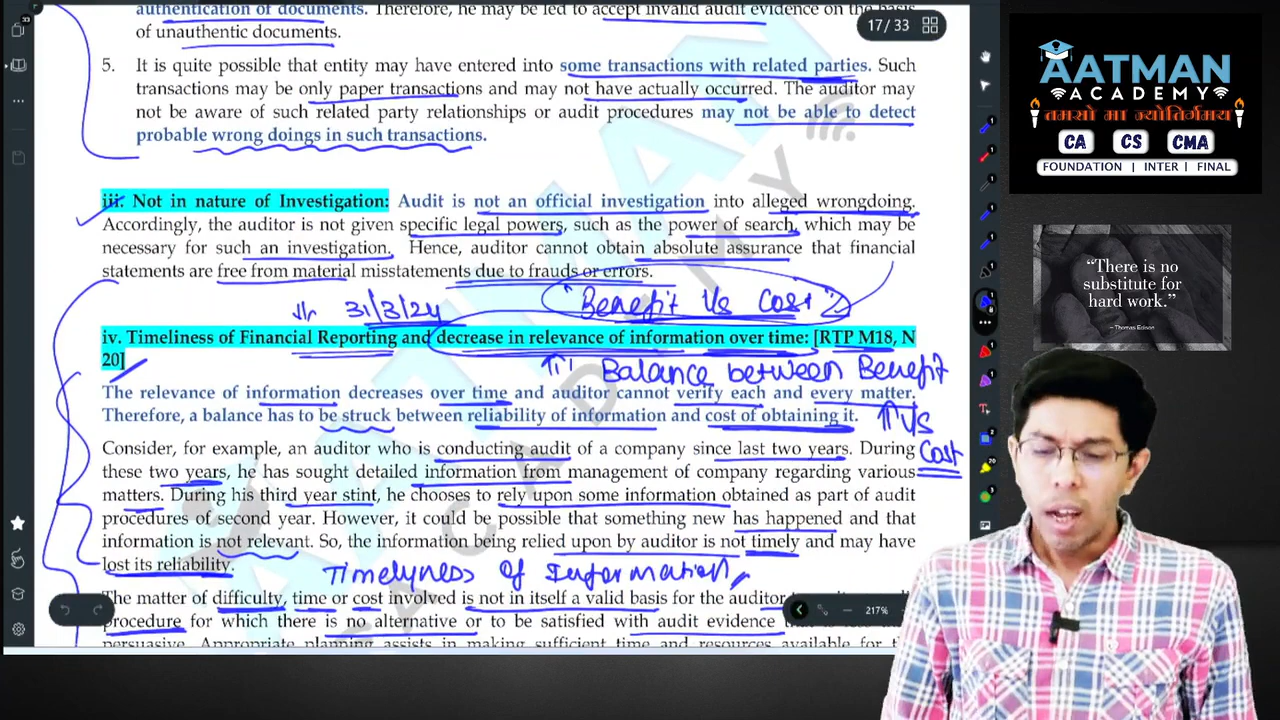 authentication of documents. Therefore, he may be led to accept invalid audit evidence on the basis
of unauthentic documents.
17/33
5. It is quite possible that entity may have entered into some transactions with related parties. Such
transactions may be only paper transactions and may not have actually occurred. The auditor may
not be aware of such related party relationships or audit procedures may not be able to detect
probable wrong doings in such transactions.
iii. Not in nature of Investigation: Audit is not an official investigation into alleged wrongdoing.
Accordingly, the auditor is not given specific legal powers, such as the power of search, which may be
necessary for such an investigation. Hence, auditor cannot obtain absolute assurance that financial
statements are free from material misstatements due to frauds or errors.
31/3/24 "Benefit Vs Cost"
iv. Timeliness of Financial Reporting and decrease in relevance of information over time: [RTP M18, N
20]
Balance between Benefit
Vs
Cost
The relevance of information decreases over time and auditor cannot verify each and every matter.
Therefore, a balance has to be struck between reliability of information and cost of obtaining it.
Consider, for example, an auditor who is conducting audit of a company since last two years. During
these two years, he has sought detailed information from management of company regarding various
matters. During his third year stint, he chooses to rely upon some information obtained as part of audit
procedures of second year. However, it could be possible that something new has happened and that
information is not relevant. So, the information being relied upon by auditor is not timely and may have
lost its reliability.
Timelyness of Information
The matter of difficulty, time or cost involved is not in itself a valid basis for the auditor
procedure for which there is no alternative or to be satisfied with audit evidence
persuasive. Appropriate planning assists in making sufficient time and resources available for
217%
AATMAN
ACADEMY
तमसो मा ज्योतिर्गमय
CA CS CMA
FOUNDATION | INTER | FINAL
“There is no
substitute for
hard work.”
– Thomas Edison